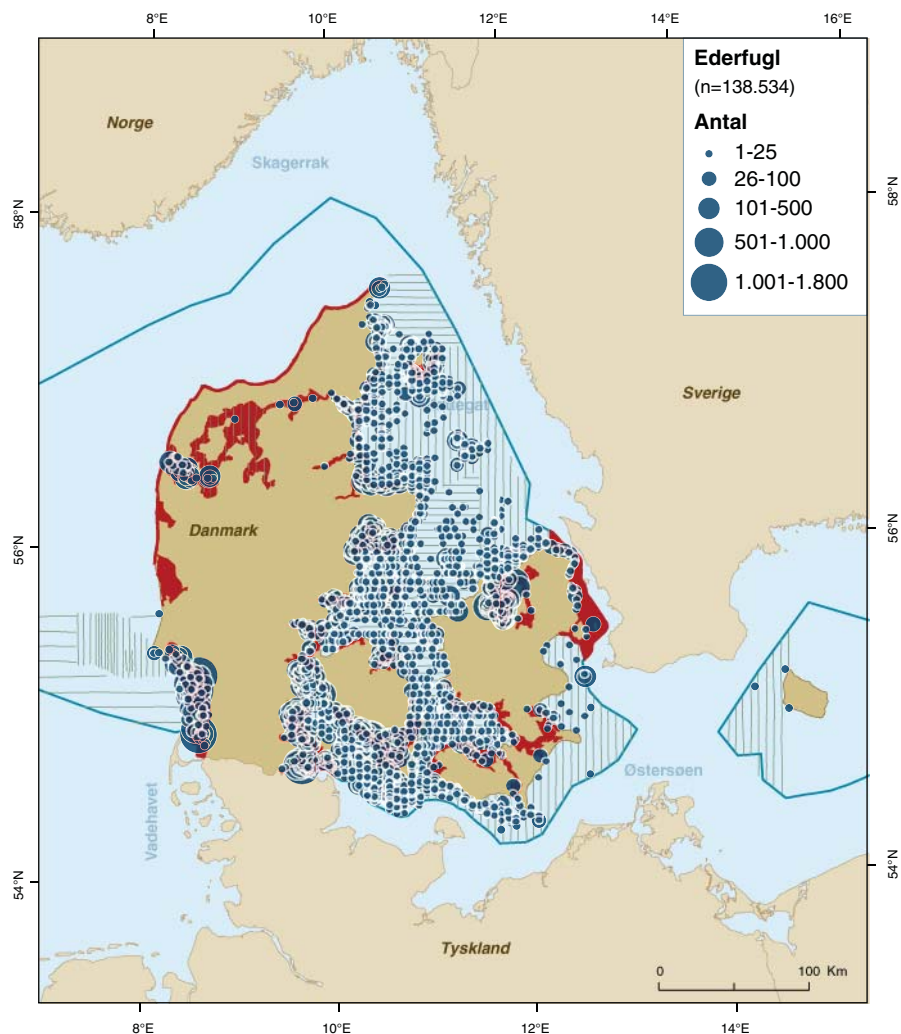 8°E 10°E 12°E 14°E 16°E
Ederfugl
(n=138.534)
Antal
1-25
26-100
101-500
501-1.000
1.001-1.800
Norge
Skagerrak
58°N
58°N
Sverige
Danmark
56°N
56°N
Østersøen
Vadehavet
54°N
54°N
Tyskland
0 100 Km
8°E 10°E 12°E 14°E